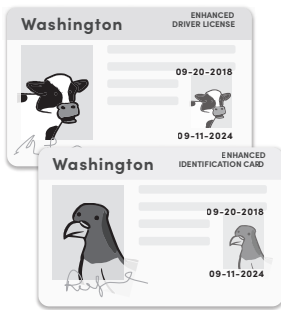 Washington
ENHANCED
DRIVER LICENSE
09-20-2018
09-11-2024
Washington
ENHANCED
IDENTIFICATION CARD
09-20-2018
09-11-2024